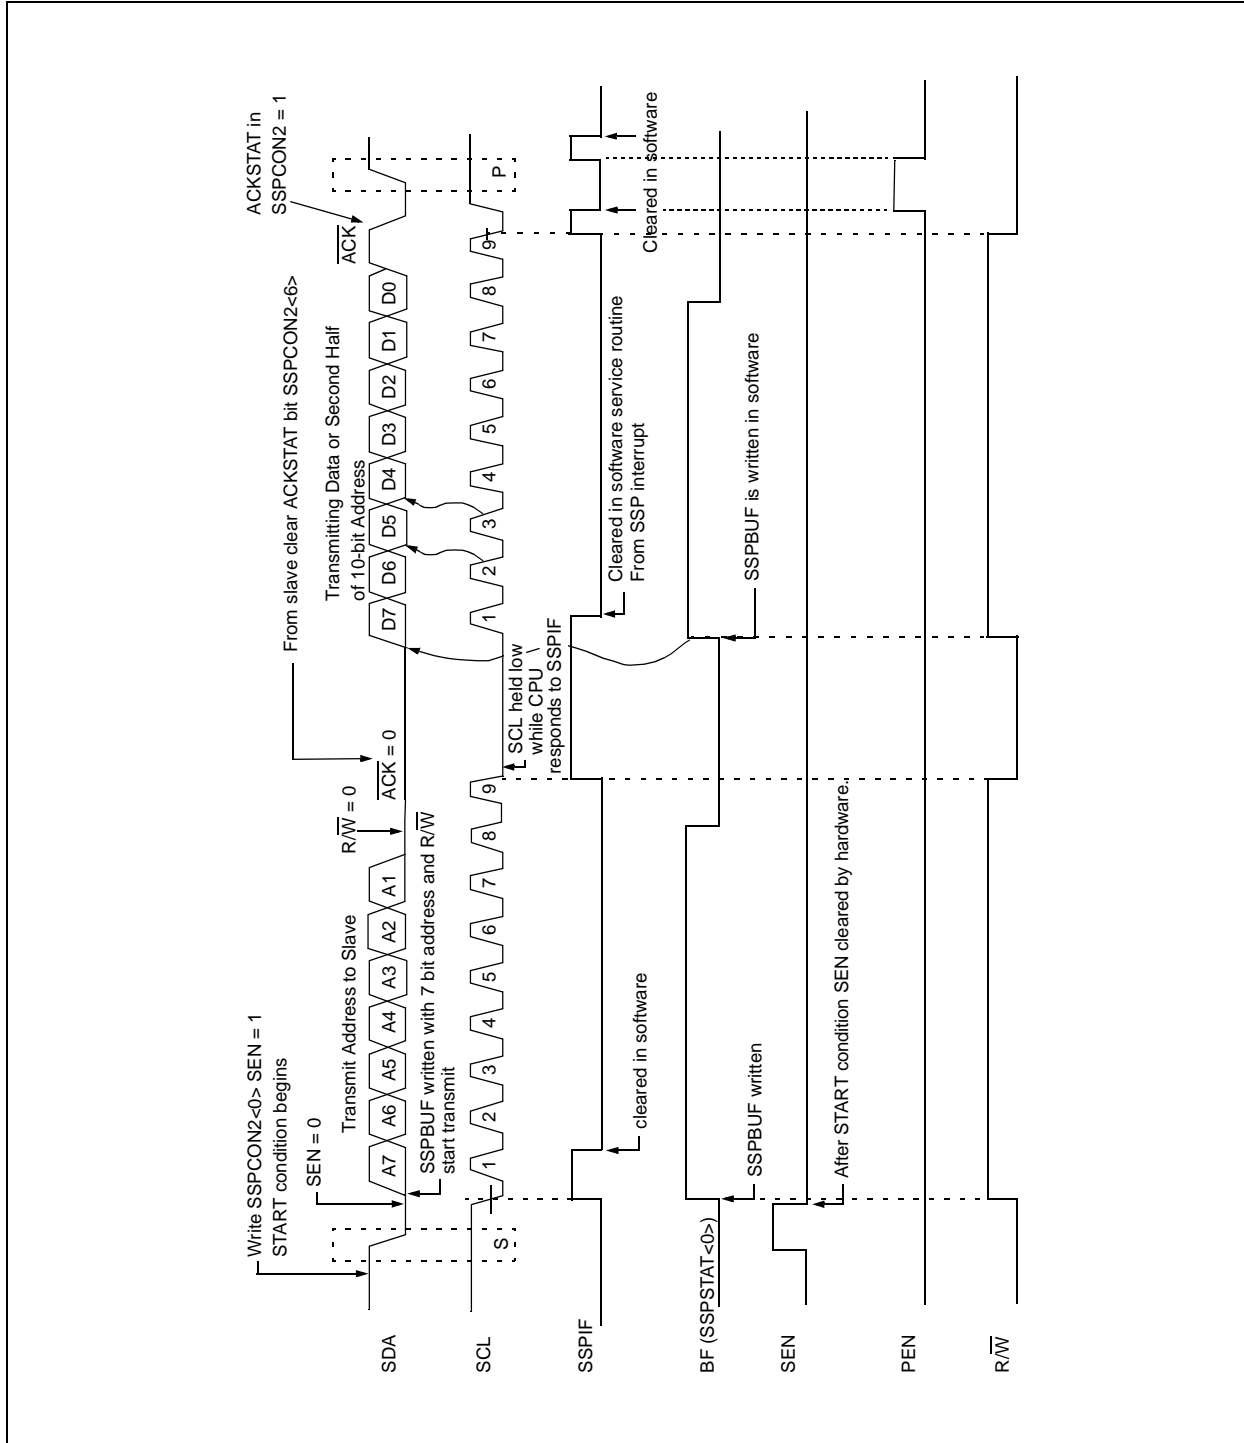 Write SSPCON2<0> SEN = 1
START condition begins
SEN = 0
Transmit Address to Slave
R/W = 0
From slave clear ACKSTAT bit SSPCON2<6>
Transmitting Data or Second Half
of 10-bit Address
ACKSTAT in
SSPCON2 = 1
ACK = 0
ACK
SDA
A7 A6 A5 A4 A3 A2 A1
D7 D6 D5 D4 D3 D2 D1 D0
SSPBUF written with 7 bit address and R/W
start transmit
SCL
S
1 2 3 4 5 6 7 8 9
1 2 3 4 5 6 7 8 9
P
SCL held low
while CPU
responds to SSPIF
SSPIF
cleared in software
Cleared in software service routine
From SSP interrupt
Cleared in software
BF (SSPSTAT<0>)
SSPBUF written
SSPBUF is written in software
SEN
After START condition SEN cleared by hardware.
PEN
R/W